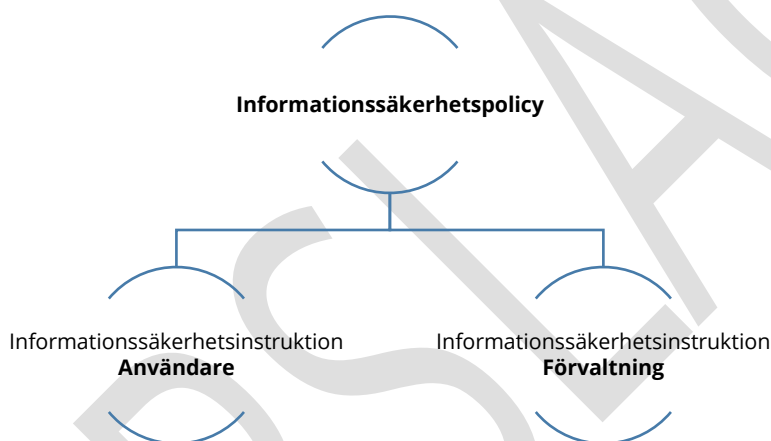 Informationssäkerhetspolicy
Informationssäkerhetsinstruktion
Användare
Informationssäkerhetsinstruktion
Förvaltning